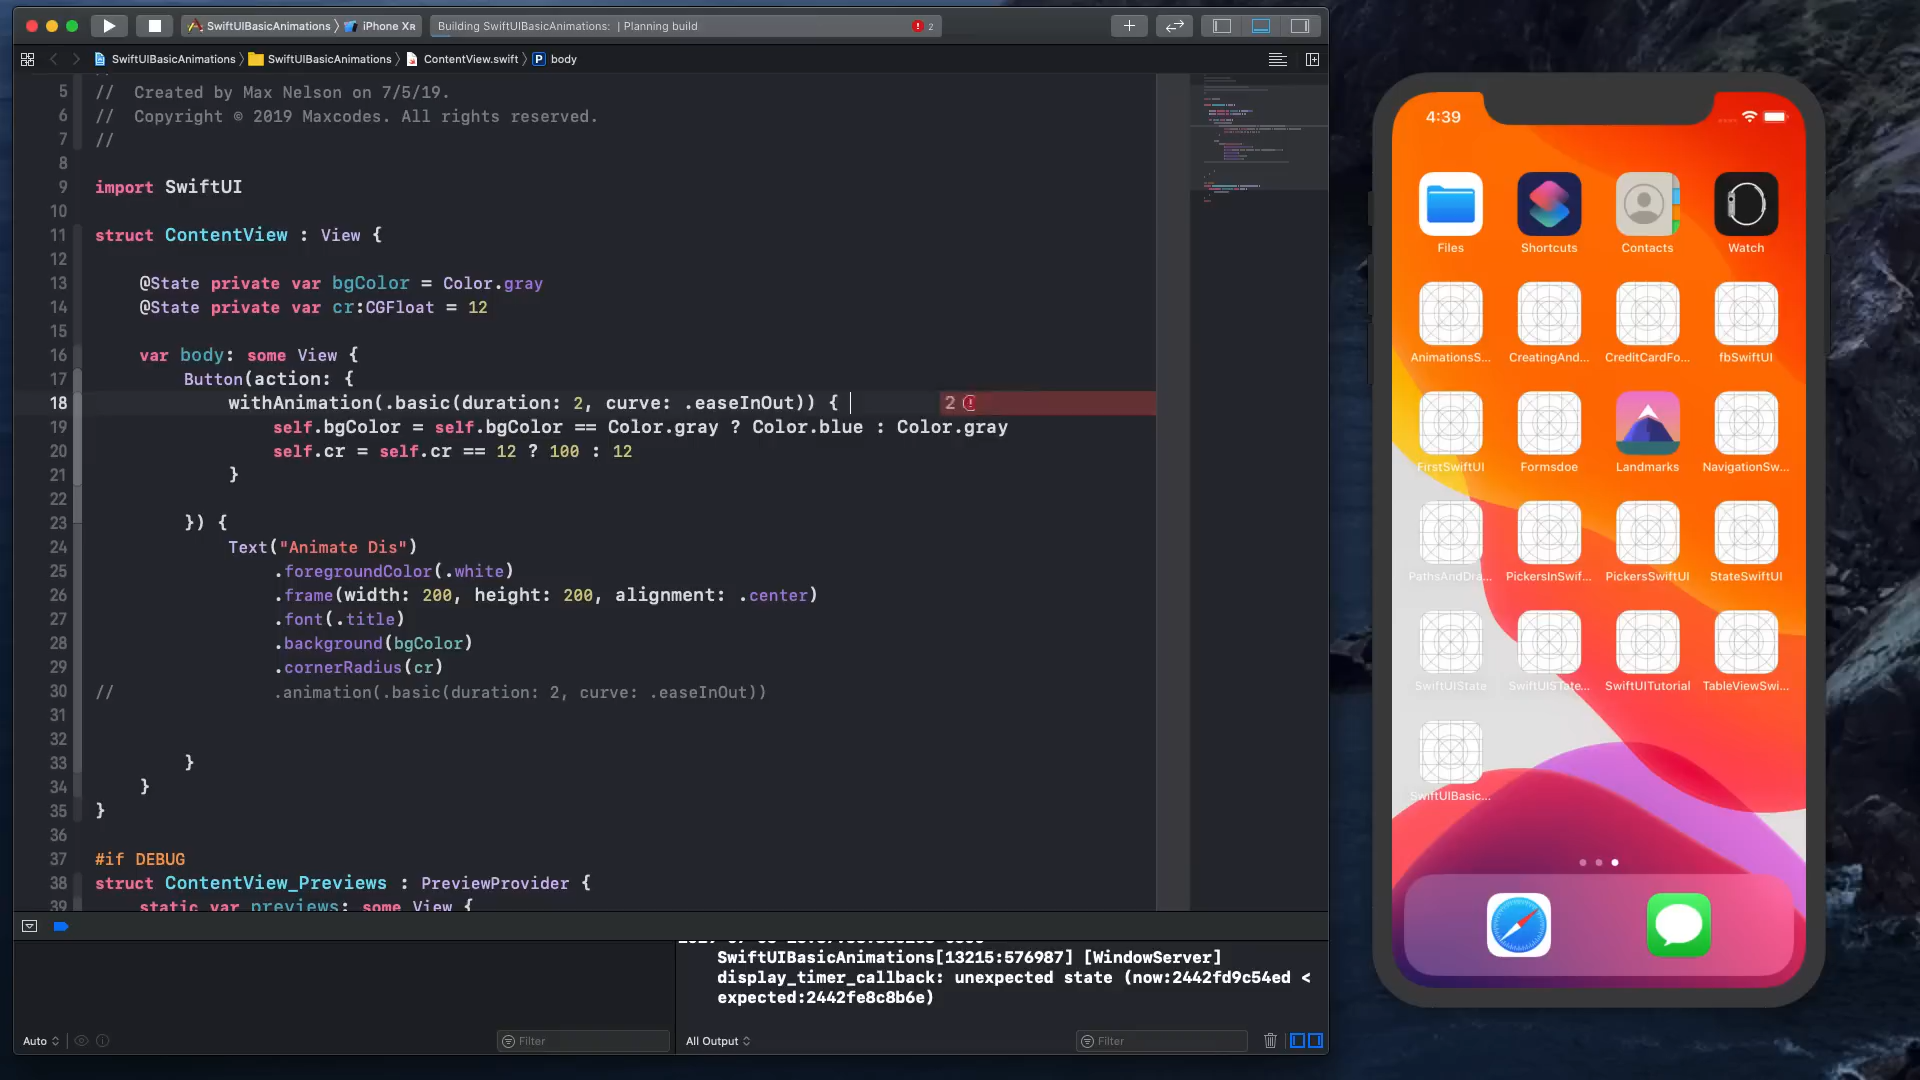 SwiftUIBasicAnimations 〉 iPhone XR
Building SwiftUIBasicAnimations: | Planning build
2
SwiftUIBasicAnimations 〉 SwiftUIBasicAnimations 〉 ContentView.swift 〉 P body
5 // Created by Max Nelson on 7/5/19.
6 // Copyright © 2019 Maxcodes. All rights reserved.
7 //
8
9 import SwiftUI
10
11 struct ContentView : View {
12
13 @State private var bgColor = Color.gray
14 @State private var cr:CGFloat = 12
15
16 var body: some View {
17 Button(action: {
18 withAnimation(.basic(duration: 2, curve: .easeInOut)) { 2
19 self.bgColor = self.bgColor == Color.gray ? Color.blue : Color.gray
20 self.cr = self.cr == 12 ? 100 : 12
21 }
22
23 }) {
24 Text("Animate Dis")
25 .foregroundColor(.white)
26 .frame(width: 200, height: 200, alignment: .center)
27 .font(.title)
28 .background(bgColor)
29 .cornerRadius(cr)
30 // .animation(.basic(duration: 2, curve: .easeInOut))
31
32
33 }
34 }
35 }
36
37 #if DEBUG
38 struct ContentView_Previews : PreviewProvider {
39 static var previews: some View {
SwiftUIBasicAnimations[13215:576987] [WindowServer]
display_timer_callback: unexpected state (now:2442fd9c54ed <
expected:2442fe8c8b6e)
Auto
Filter
All Output
Filter
4:39
Files
Shortcuts
Contacts
Watch
AnimationsS...
CreatingAnd...
CreditCardFo...
fbSwiftUI
FirstSwiftUI
Formsdoe
Landmarks
NavigationSw...
PathsAndDra...
PickersInSwif...
PickersSwiftUI
StateSwiftUI
SwiftUIState
SwiftUIState...
SwiftUITutorial
TableViewSwi...
SwiftUIBasic...